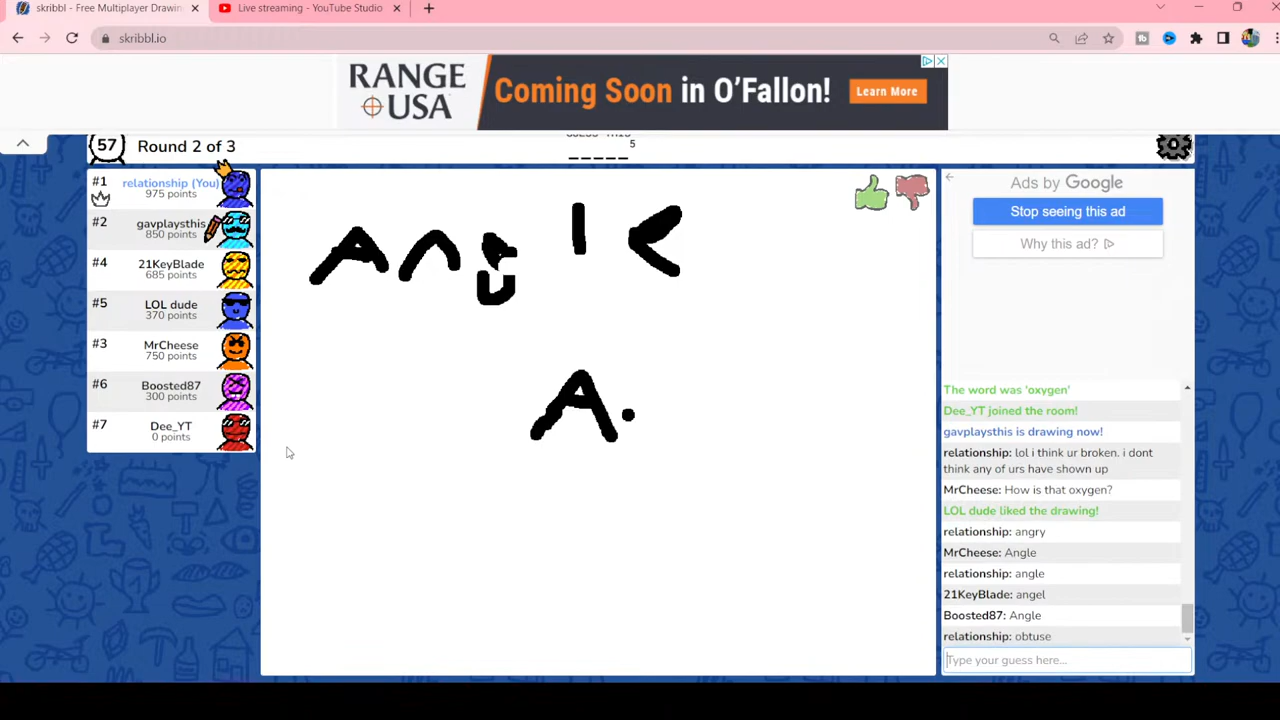 skribbl - Free Multiplayer Drawin
Live streaming - YouTube Studio
skribbl.io
RANGE USA
Coming Soon in O'Fallon!
Learn More
57
Round 2 of 3
GUESS THIS
_____ 5
#1 relationship (You)
975 points
#2 gavplaysthis
850 points
#4 21KeyBlade
685 points
#5 LOL dude
370 points
#3 MrCheese
750 points
#6 Boosted87
300 points
#7 Dee_YT
0 points
Angl <
A.
Ads by Google
Stop seeing this ad
Why this ad?
The word was 'oxygen'
Dee_YT joined the room!
gavplaysthis is drawing now!
relationship: lol i think ur broken. i dont
think any of urs have shown up
MrCheese: How is that oxygen?
LOL dude liked the drawing!
relationship: angry
MrCheese: Angle
relationship: angle
21KeyBlade: angel
Boosted87: Angle
relationship: obtuse
Type your guess here...